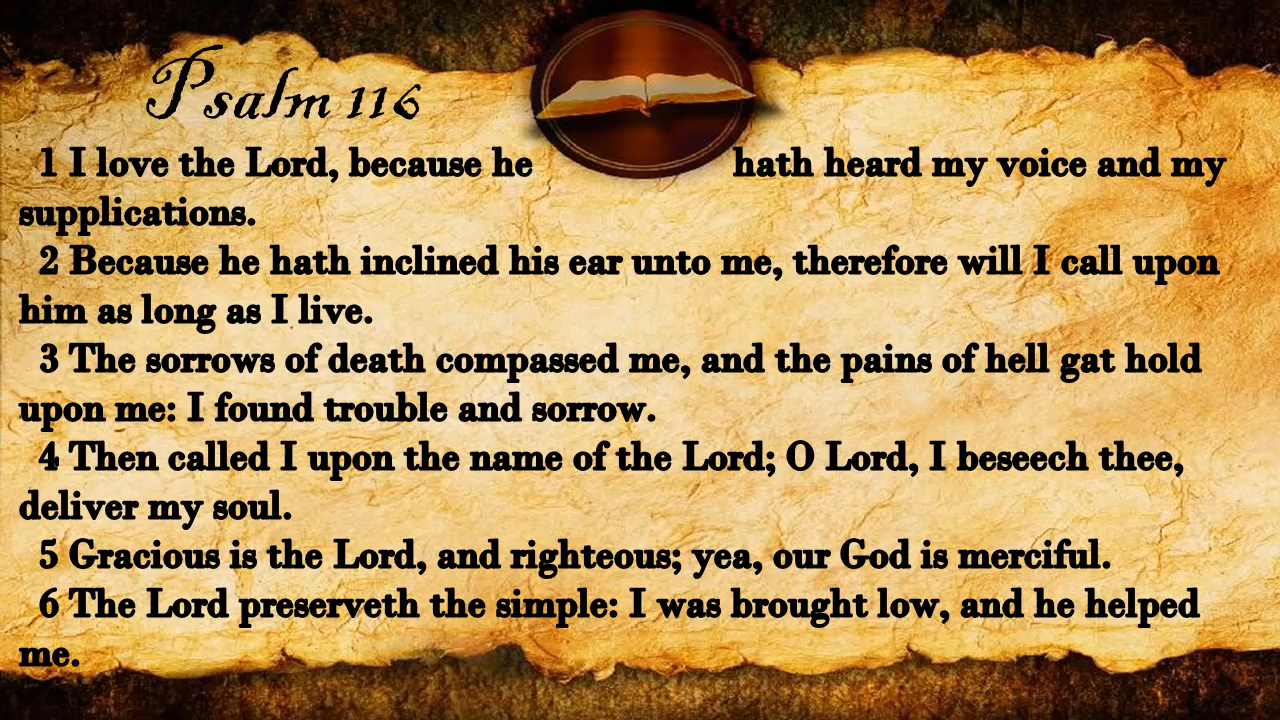 Psalm 116
1 I love the Lord, because he hath heard my voice and my
supplications.
2 Because he hath inclined his ear unto me, therefore will I call upon
him as long as I live.
3 The sorrows of death compassed me, and the pains of hell gat hold
upon me: I found trouble and sorrow.
4 Then called I upon the name of the Lord; O Lord, I beseech thee,
deliver my soul.
5 Gracious is the Lord, and righteous; yea, our God is merciful.
6 The Lord preserveth the simple: I was brought low, and he helped
me.